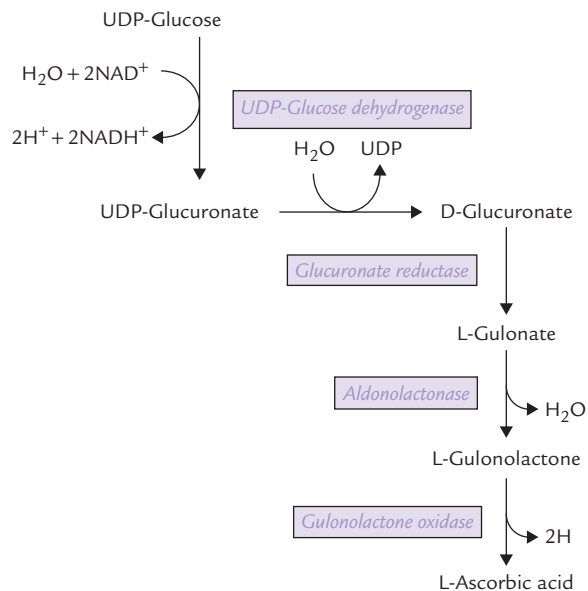 UDP-Glucose
H₂O + 2NAD⁺
2H⁺ + 2NADH⁺
UDP-Glucose dehydrogenase
H₂O
UDP
UDP-Glucuronate
D-Glucuronate
Glucuronate reductase
L-Gulonate
Aldonolactonase
H₂O
L-Gulonolactone
Gulonolactone oxidase
2H
L-Ascorbic acid